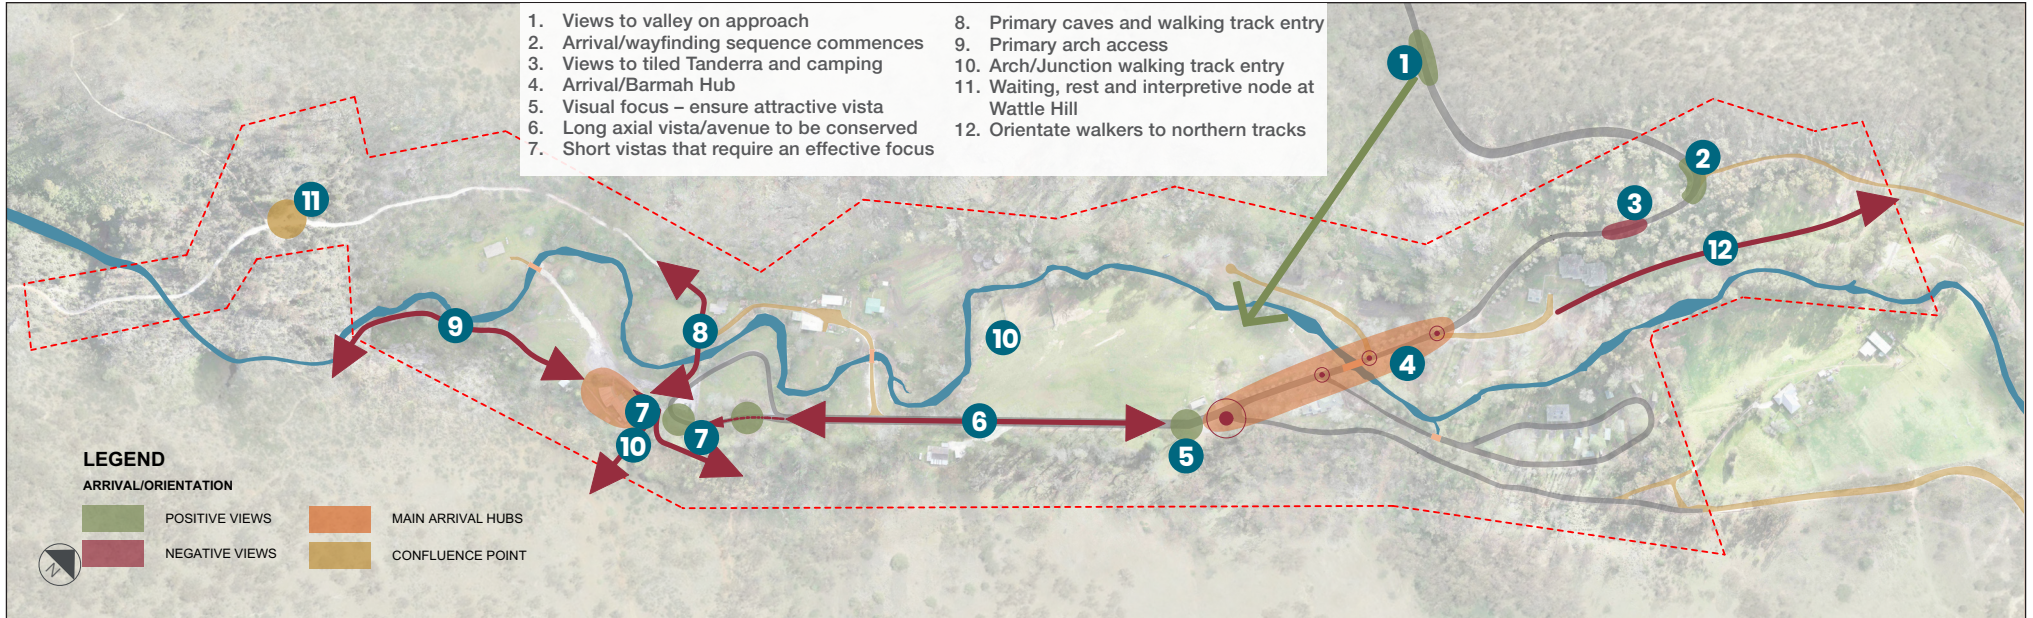 1. Views to valley on approach
2. Arrival/wayfinding sequence commences
3. Views to tiled Tanderra and camping
4. Arrival/Barmah Hub
5. Visual focus – ensure attractive vista
6. Long axial vista/avenue to be conserved
7. Short vistas that require an effective focus
8. Primary caves and walking track entry
9. Primary arch access
10. Arch/Junction walking track entry
11. Waiting, rest and interpretive node at
Wattle Hill
12. Orientate walkers to northern tracks
1
2
3
11
12
9
8
10
4
7
6
7
10
5
LEGEND
ARRIVAL/ORIENTATION
POSITIVE VIEWS
MAIN ARRIVAL HUBS
NEGATIVE VIEWS
CONFLUENCE POINT
N